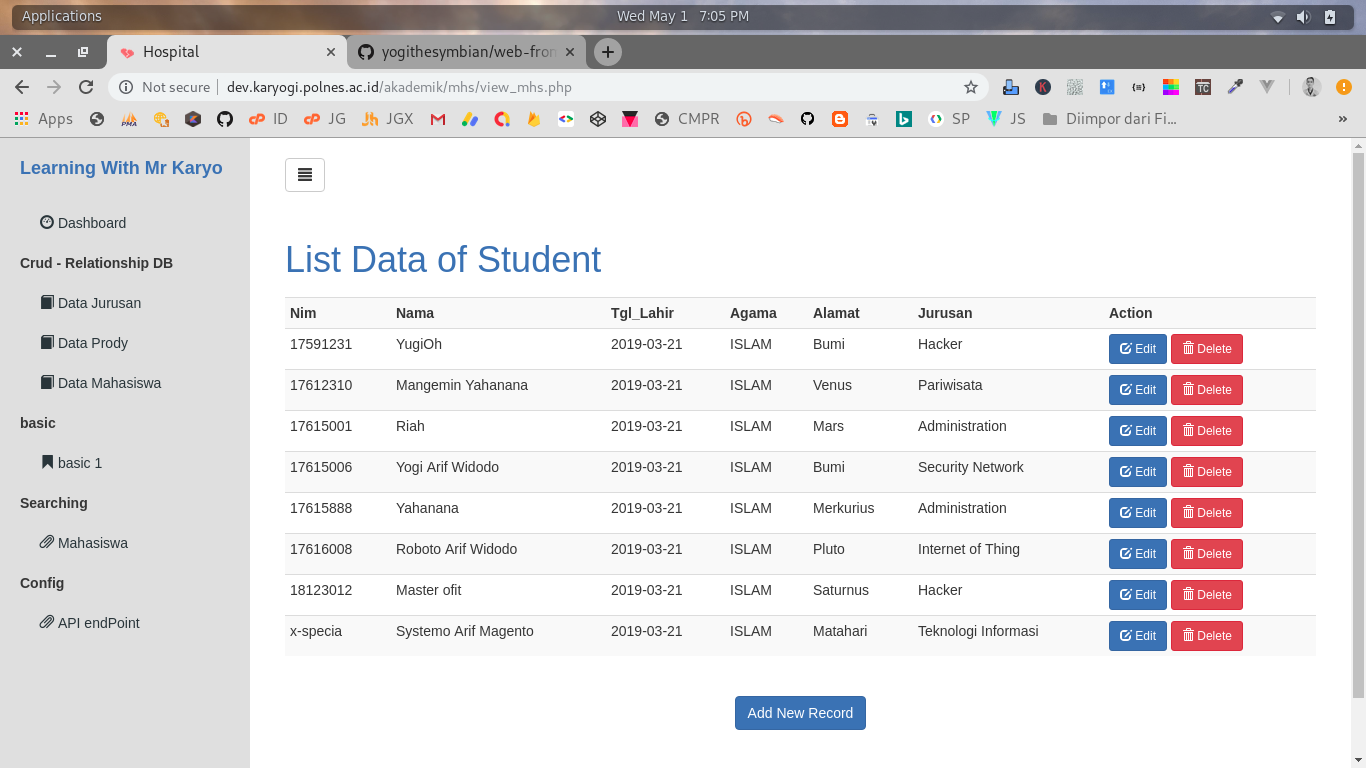 Applications
Wed May 1 7:05 PM
Hospital
yogithesymbian/web-fron
Not secure
dev.karyogi.polnes.ac.id/akademik/mhs/view_mhs.php
Apps
ID
JG
JGX
CMPR
SP
JS
Diimpor dari Fi...
»
Learning With Mr Karyo
Dashboard
Crud - Relationship DB
Data Jurusan
Data Prody
Data Mahasiswa
basic
basic 1
Searching
Mahasiswa
Config
API endPoint
List Data of Student
Nim Nama Tgl_Lahir Agama Alamat Jurusan Action
17591231 YugiOh 2019-03-21 ISLAM Bumi Hacker Edit Delete
17612310 Mangemin Yahanana 2019-03-21 ISLAM Venus Pariwisata Edit Delete
17615001 Riah 2019-03-21 ISLAM Mars Administration Edit Delete
17615006 Yogi Arif Widodo 2019-03-21 ISLAM Bumi Security Network Edit Delete
17615888 Yahanana 2019-03-21 ISLAM Merkurius Administration Edit Delete
17616008 Roboto Arif Widodo 2019-03-21 ISLAM Pluto Internet of Thing Edit Delete
18123012 Master ofit 2019-03-21 ISLAM Saturnus Hacker Edit Delete
x-specia Systemo Arif Magento 2019-03-21 ISLAM Matahari Teknologi Informasi Edit Delete
Add New Record